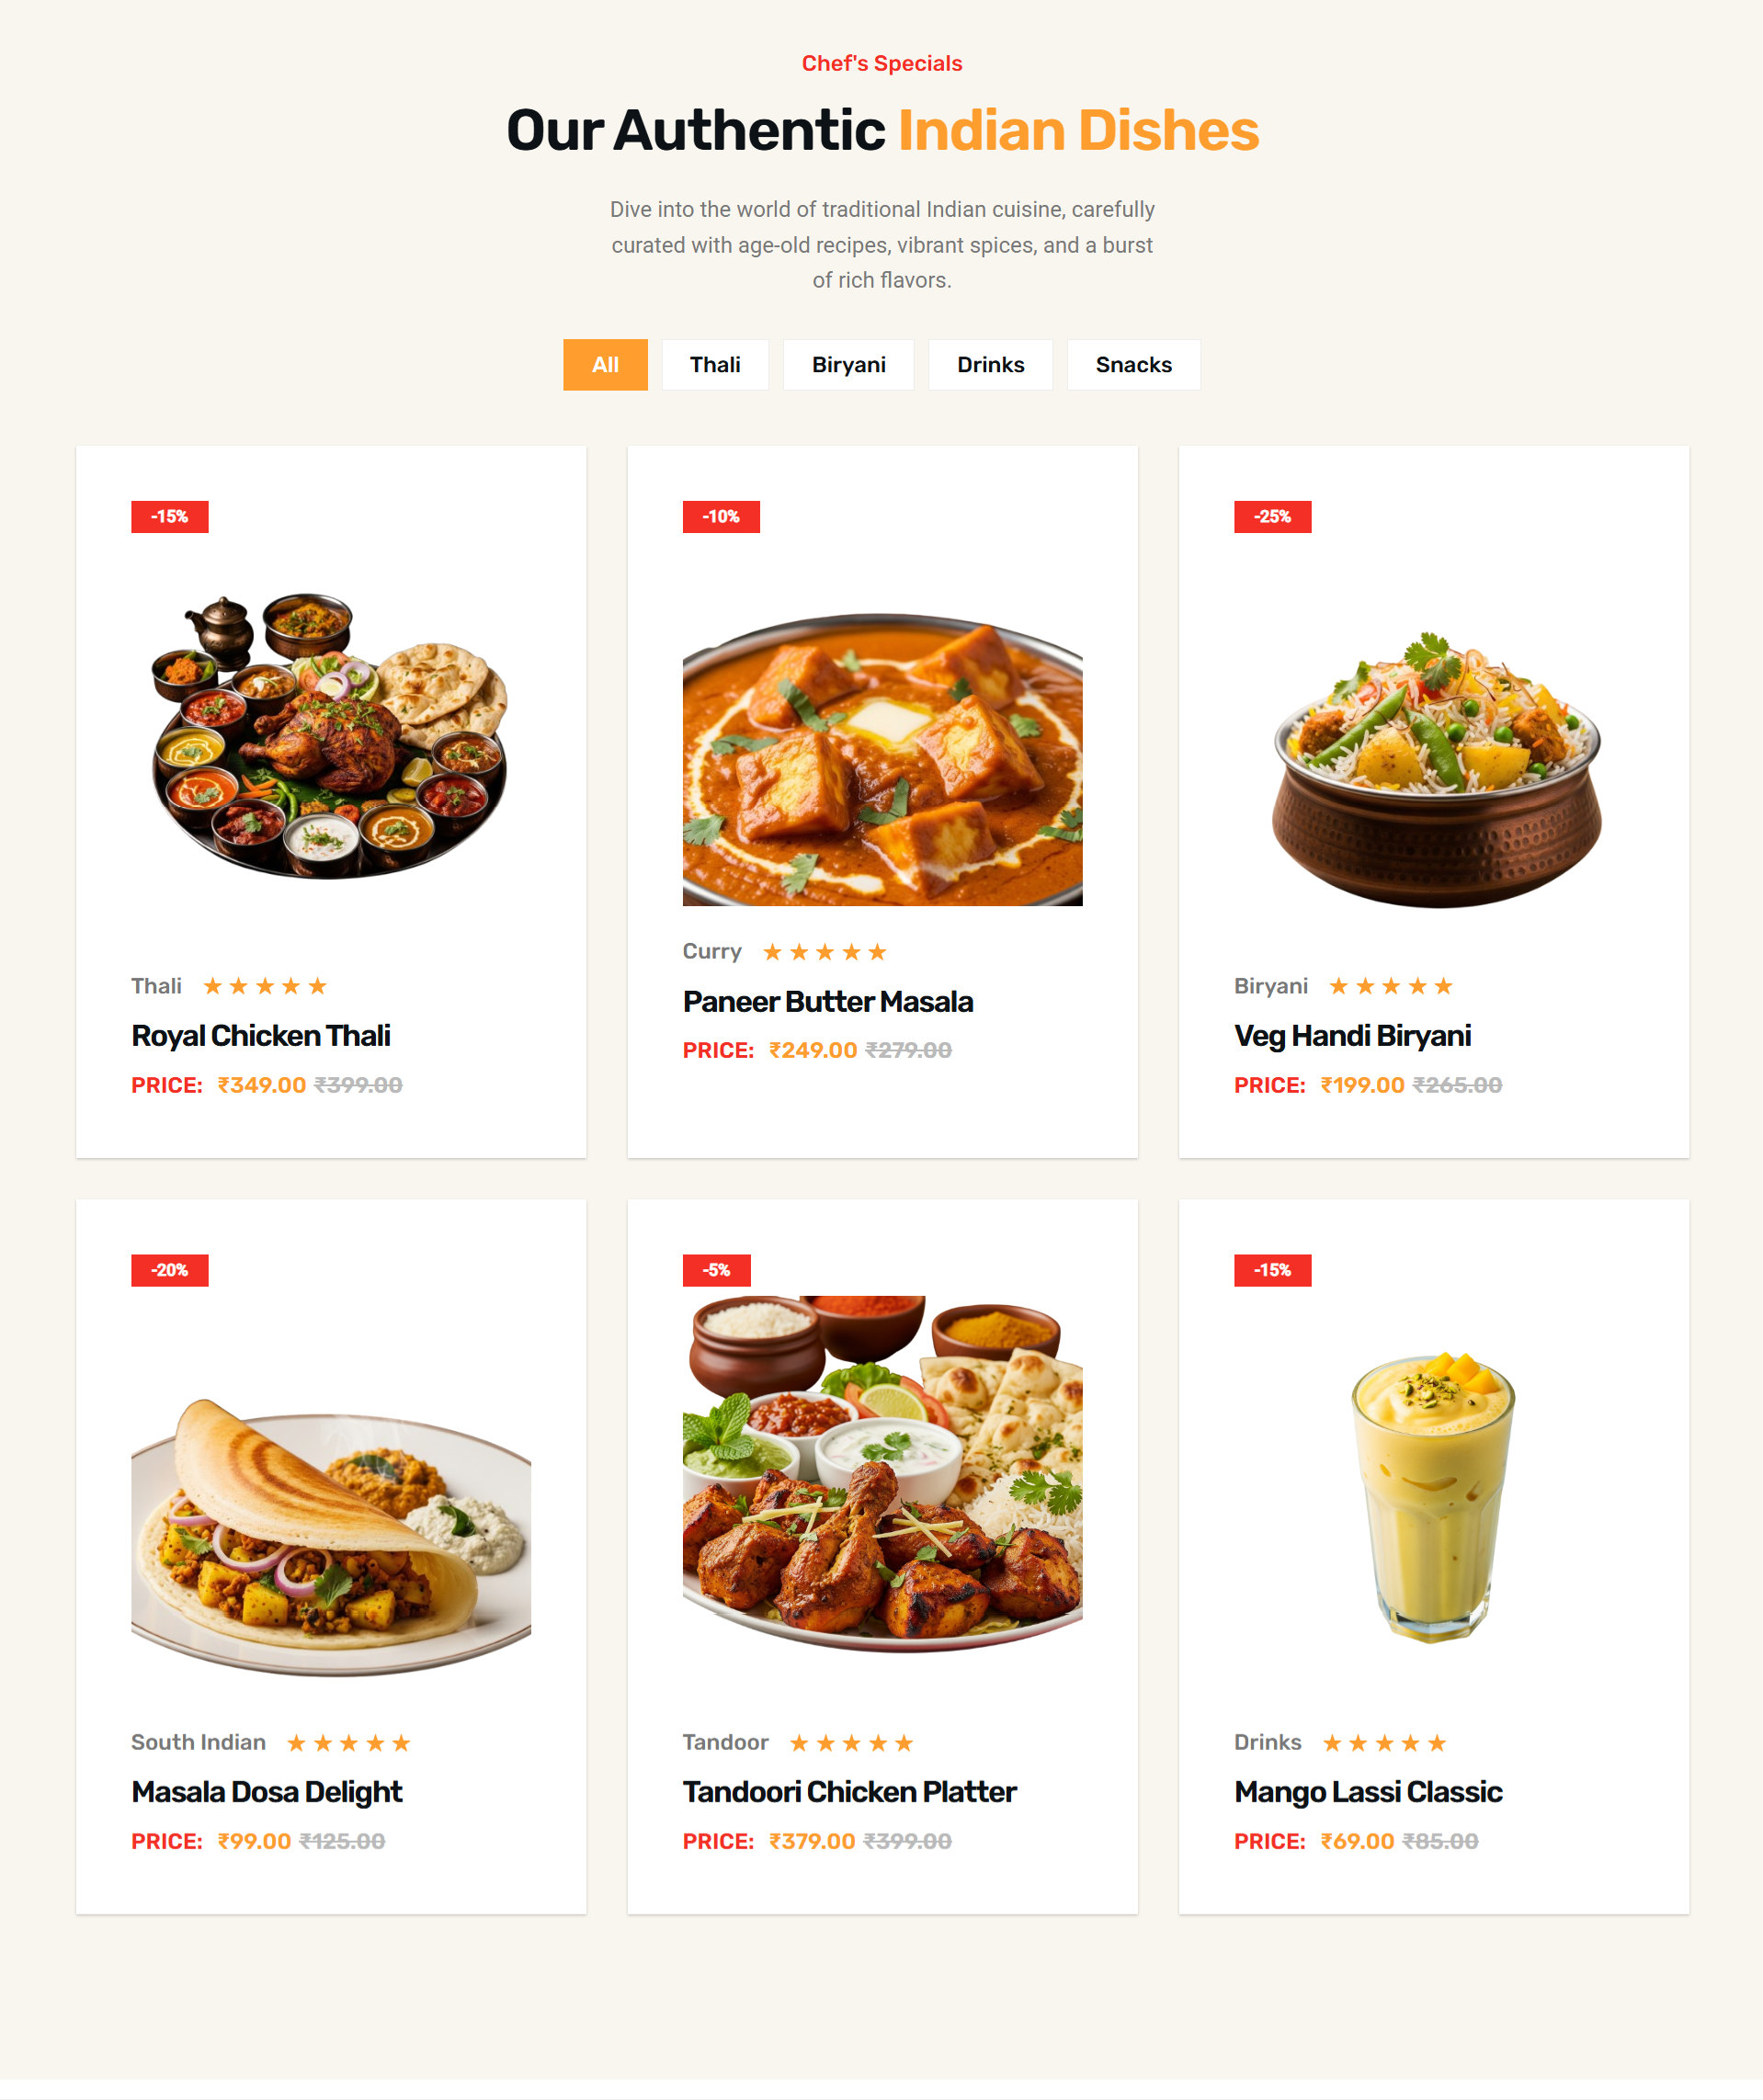 Chef's Specials
Our Authentic Indian Dishes
Dive into the world of traditional Indian cuisine, carefully
curated with age-old recipes, vibrant spices, and a burst
of rich flavors.
All Thali Biryani Drinks Snacks
-15%
Thali ★ ★ ★ ★ ★
Royal Chicken Thali
PRICE: ₹349.00 ₹399.00
-10%
Curry ★ ★ ★ ★ ★
Paneer Butter Masala
PRICE: ₹249.00 ₹279.00
-25%
Biryani ★ ★ ★ ★ ★
Veg Handi Biryani
PRICE: ₹199.00 ₹265.00
-20%
South Indian ★ ★ ★ ★ ★
Masala Dosa Delight
PRICE: ₹99.00 ₹125.00
-5%
Tandoor ★ ★ ★ ★ ★
Tandoori Chicken Platter
PRICE: ₹379.00 ₹399.00
-15%
Drinks ★ ★ ★ ★ ★
Mango Lassi Classic
PRICE: ₹69.00 ₹85.00